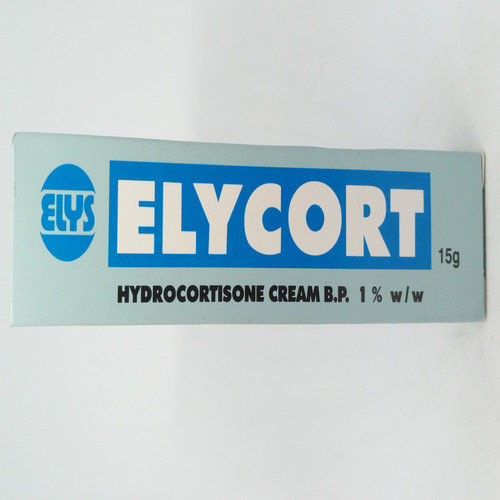 ELYS
ELYCORT
15g
HYDROCORTISONE CREAM B.P. 1% w/w